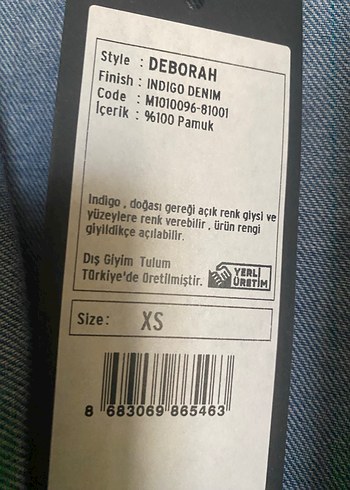 Style : DEBORAH
Finish : INDIGO DENIM
Code : M1010096-81001
İçerik : %100 Pamuk
Indigo , doğası gereği açık renk giysi ve
yüzeylere renk verebilir , ürün rengi
giyildikçe açılabilir.
Dış Giyim Tulum
Türkiye'de Üretilmiştir.
YERLİ
ÜRETİM
Size: XS
8 683069 865463